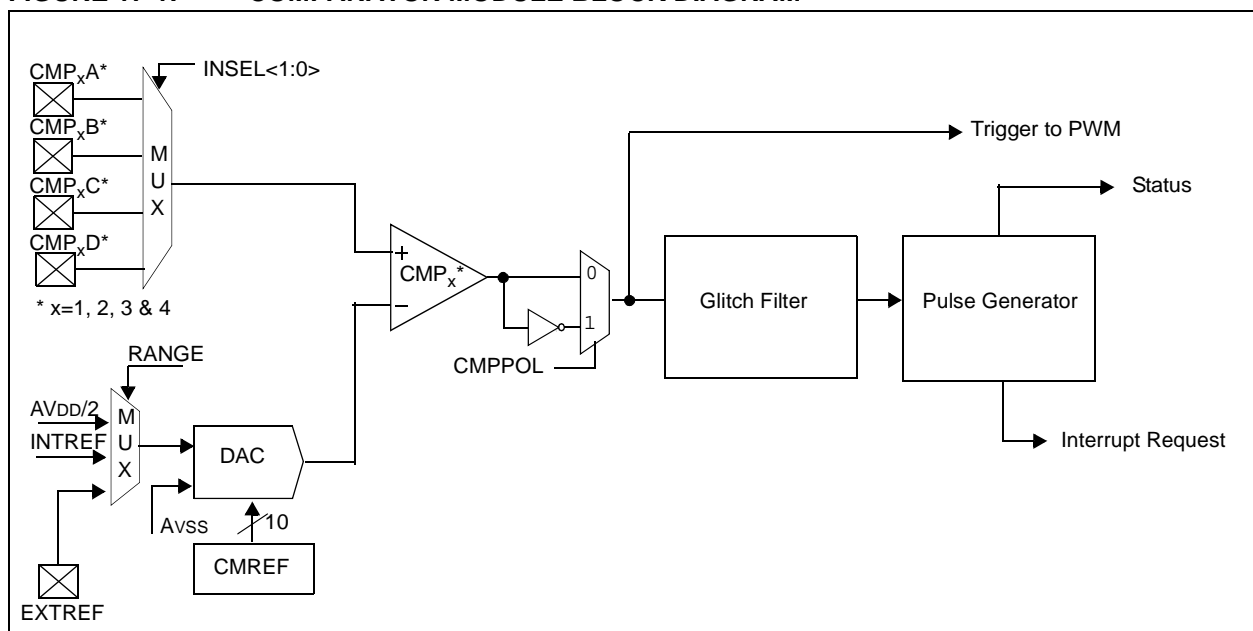 INSEL<1:0>
CMPxA*
CMPxB*
CMPxC*
CMPxD*
M
U
X
* x=1, 2, 3 & 4
Trigger to PWM
Status
+
CMPx*
−
0
1
CMPPOL
Glitch Filter
Pulse Generator
Interrupt Request
RANGE
AVDD/2
INTREF
M
U
X
DAC
AVSS
10
CMREF
EXTREF